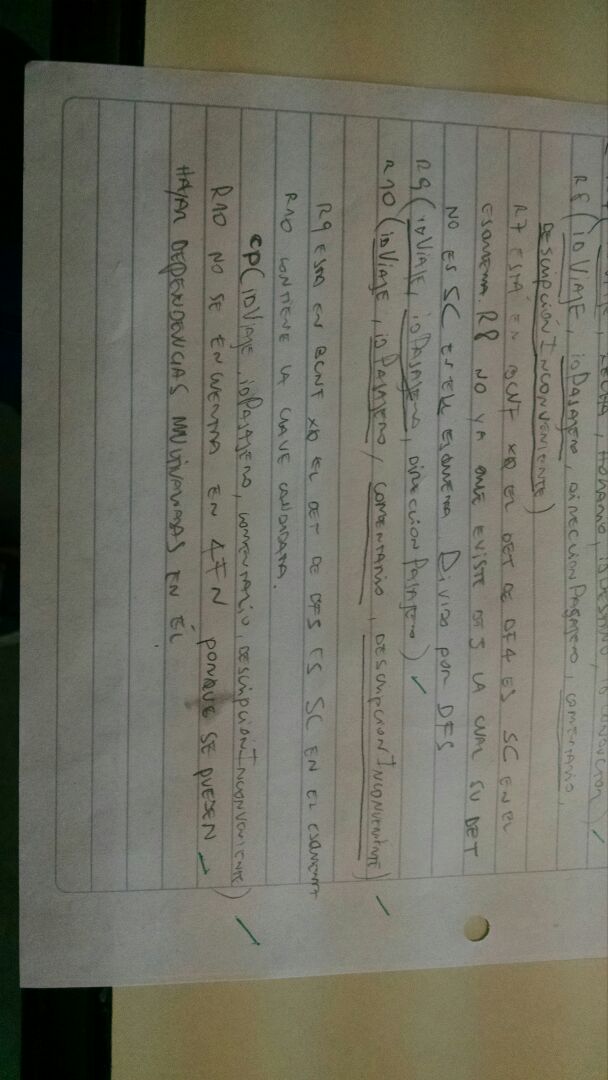 FECHA, HORARIO, IDDESTINO, IDCONDUCTOR)
R8 (IDVIAJE, IDPASAJERO, DIRECCIONPASAJERO, COMENTARIO,
DESCRIPCIÓNINCONVENIENTE)
R7 ESTÁ EN BCNF XQ EL DET DE DF4 ES SC EN EL
ESQUEMA. R8 NO YA QUE EXISTE DF5 LA CUAL SU DET
NO ES SC ES EL ESQUEMA. DIVIDO POR DF5
R9 (IDVIAJE, IDPASAJERO, DIRECCIONPASAJERO)
R10 (IDVIAJE, IDPASAJERO, COMENTARIO, DESCRIPCIONINCONVENIENTE)
R9 ESTA EN BCNF XQ EL DET DE DF5 ES SC EN EL ESQUEMA
R10 CONTIENE LA CLAVE CANDIDATA.
CP (IDVIAJE, IDPASAJERO, COMENTARIO, DESCRIPCIONINCONVENIENTE)
R10 NO SE ENCUENTRA EN 4FN PORQUE SE PUEDEN
HAYAR DEPENDENCIAS MULTIVARIADAS EN ÉL